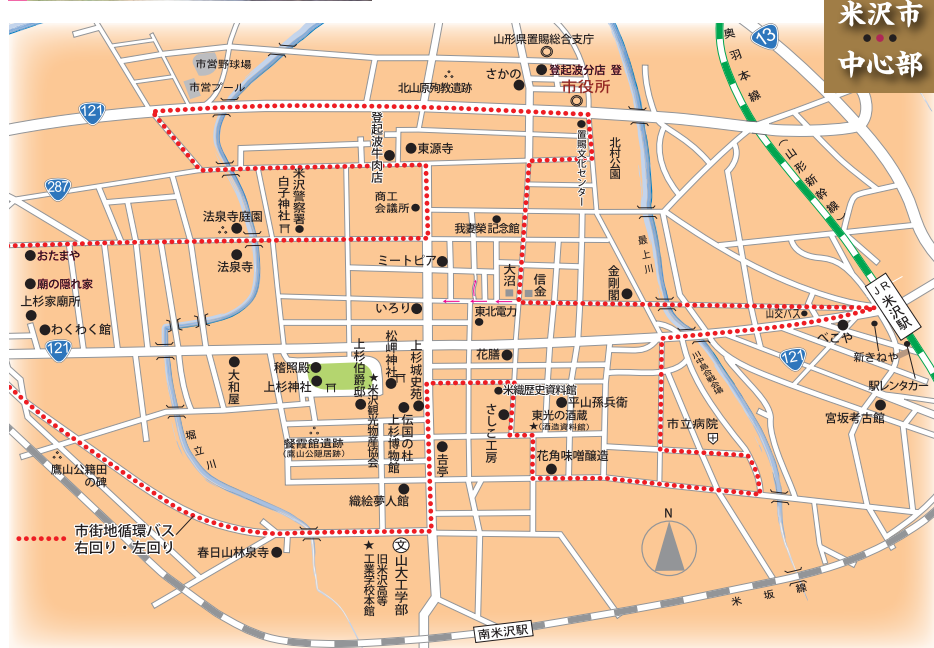 米沢市
中心部
13
奥羽本線
(山形新幹線)
山形県置賜総合支庁
登起波分店 登
市役所
さかの
北山原殉教遺跡
市営野球場
市営プール
121
登起波牛肉店
東源寺
置賜文化センター
北村公園
287
米沢警察署
白子神社
商工
会議所
法泉寺庭園
我妻榮記念館
最上川
おたまや
法泉寺
ミートピア
大沼
信金
金剛閣
廟の隠れ家
上杉家廟所
わくわく館
いろり
東北電力
山交バス
JR米沢駅
べこや
新きねや
駅レンタカー
121
松岬神社
上杉城史苑
花膳
川中島合戦会場
121
大和屋
稽照殿
上杉神社
上杉伯爵邸
米沢観光物産協会
米織歴史資料館
平山孫兵衛
東光の酒蔵
(酒造資料館)
さしこ工房
宮坂考古館
市立病院
伝国の杜
上杉博物館
餐霞館遺跡
(鷹山公隠居跡)
堀立川
吉亭
花角味噌醸造
鷹山公籍田
の碑
織絵夢人館
市街地循環バス
右回り・左回り
春日山林泉寺
N
文
山大工学部
旧米沢高等
工業学校本館
米坂線
南米沢駅